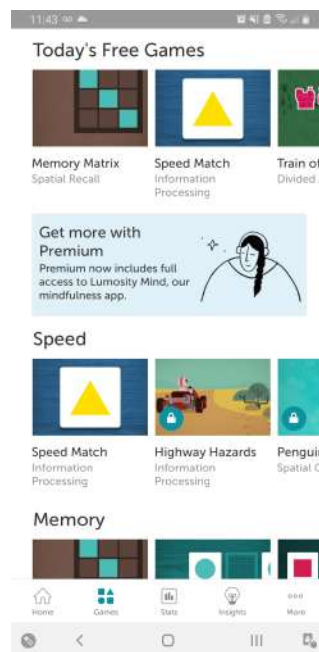 11:43
Today's Free Games
Memory Matrix
Spatial Recall
Speed Match
Information
Processing
Train of
Divided
Get more with
Premium
Premium now includes full
access to Lumosity Mind, our
mindfulness app.
Speed
Speed Match
Information
Processing
Highway Hazards
Information
Processing
Pengui
Spatial
Memory
Home
Games
Stats
Insights
More